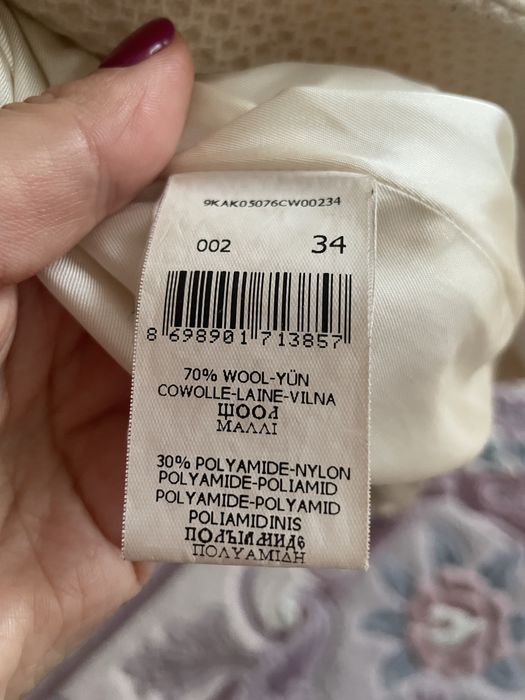 9KAK05076CW00234
002 34
8 698901 713857
70% WOOL-YÜN
COWOLLE-LAINE-VILNA
ШООЛ
ΜΑΛΛΙ
30% POLYAMIDE-NYLON
POLYAMIDE-POLIAMID
POLYAMIDE-POLYAMID
POLIAMIDINIS
ПОЛЪІАМИДЕ
ΠΟΛΥΑΜΙΔΗ